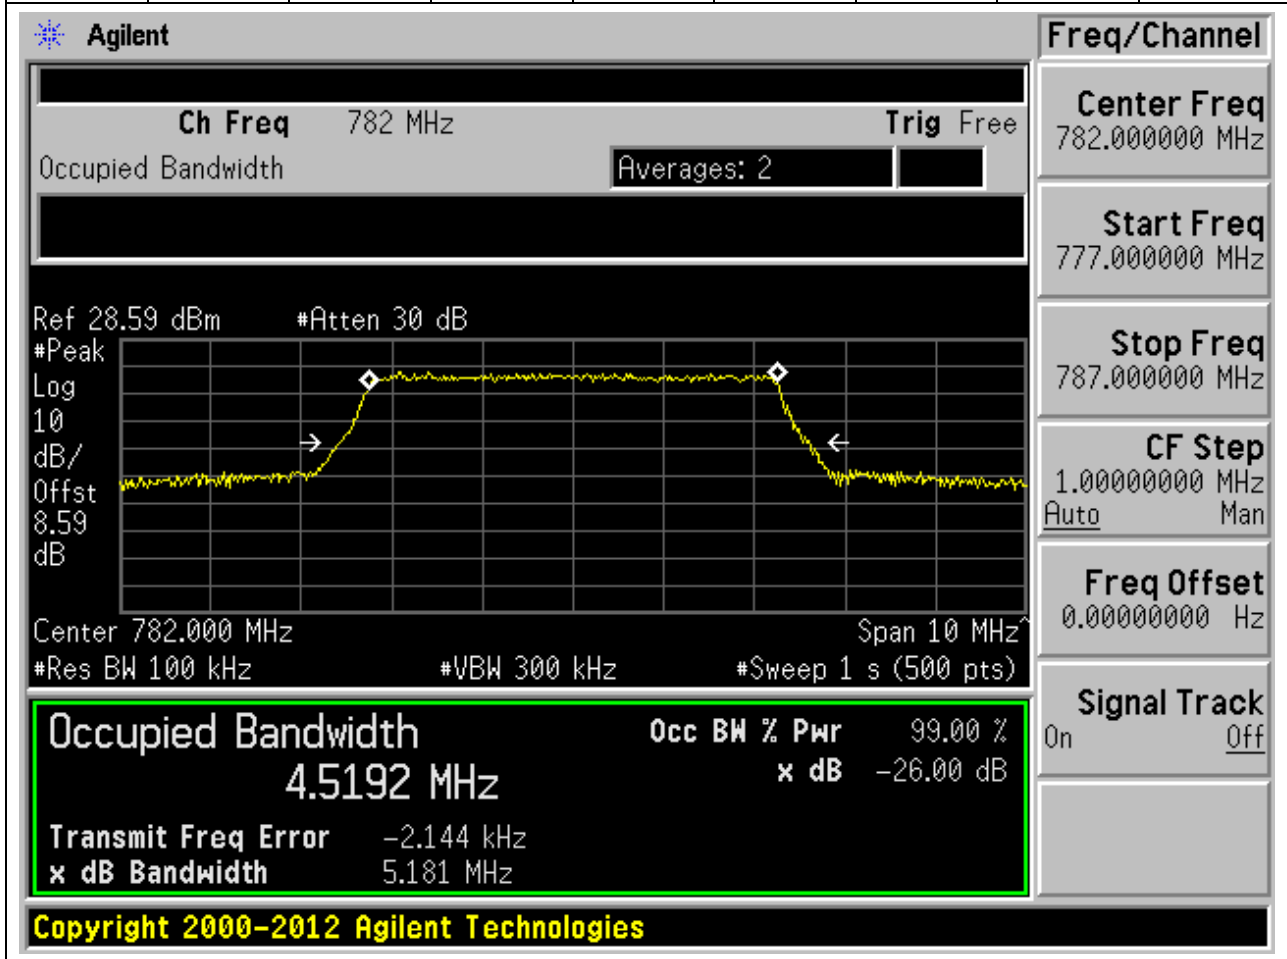 Agilent
Freq/Channel
Ch Freq 782 MHz Trig Free
Occupied Bandwidth Averages: 2
Center Freq
782.000000 MHz
Start Freq
777.000000 MHz
Stop Freq
787.000000 MHz
CF Step
1.00000000 MHz
Auto Man
Freq Offset
0.00000000 Hz
Signal Track
On Off
Ref 28.59 dBm #Atten 30 dB
#Peak
Log
10
dB/
Offst
8.59
dB
Center 782.000 MHz Span 10 MHz^
#Res BW 100 kHz #VBW 300 kHz #Sweep 1 s (500 pts)
Occupied Bandwidth Occ BW % Pwr 99.00 %
4.5192 MHz x dB -26.00 dB
Transmit Freq Error -2.144 kHz
x dB Bandwidth 5.181 MHz
Copyright 2000-2012 Agilent Technologies